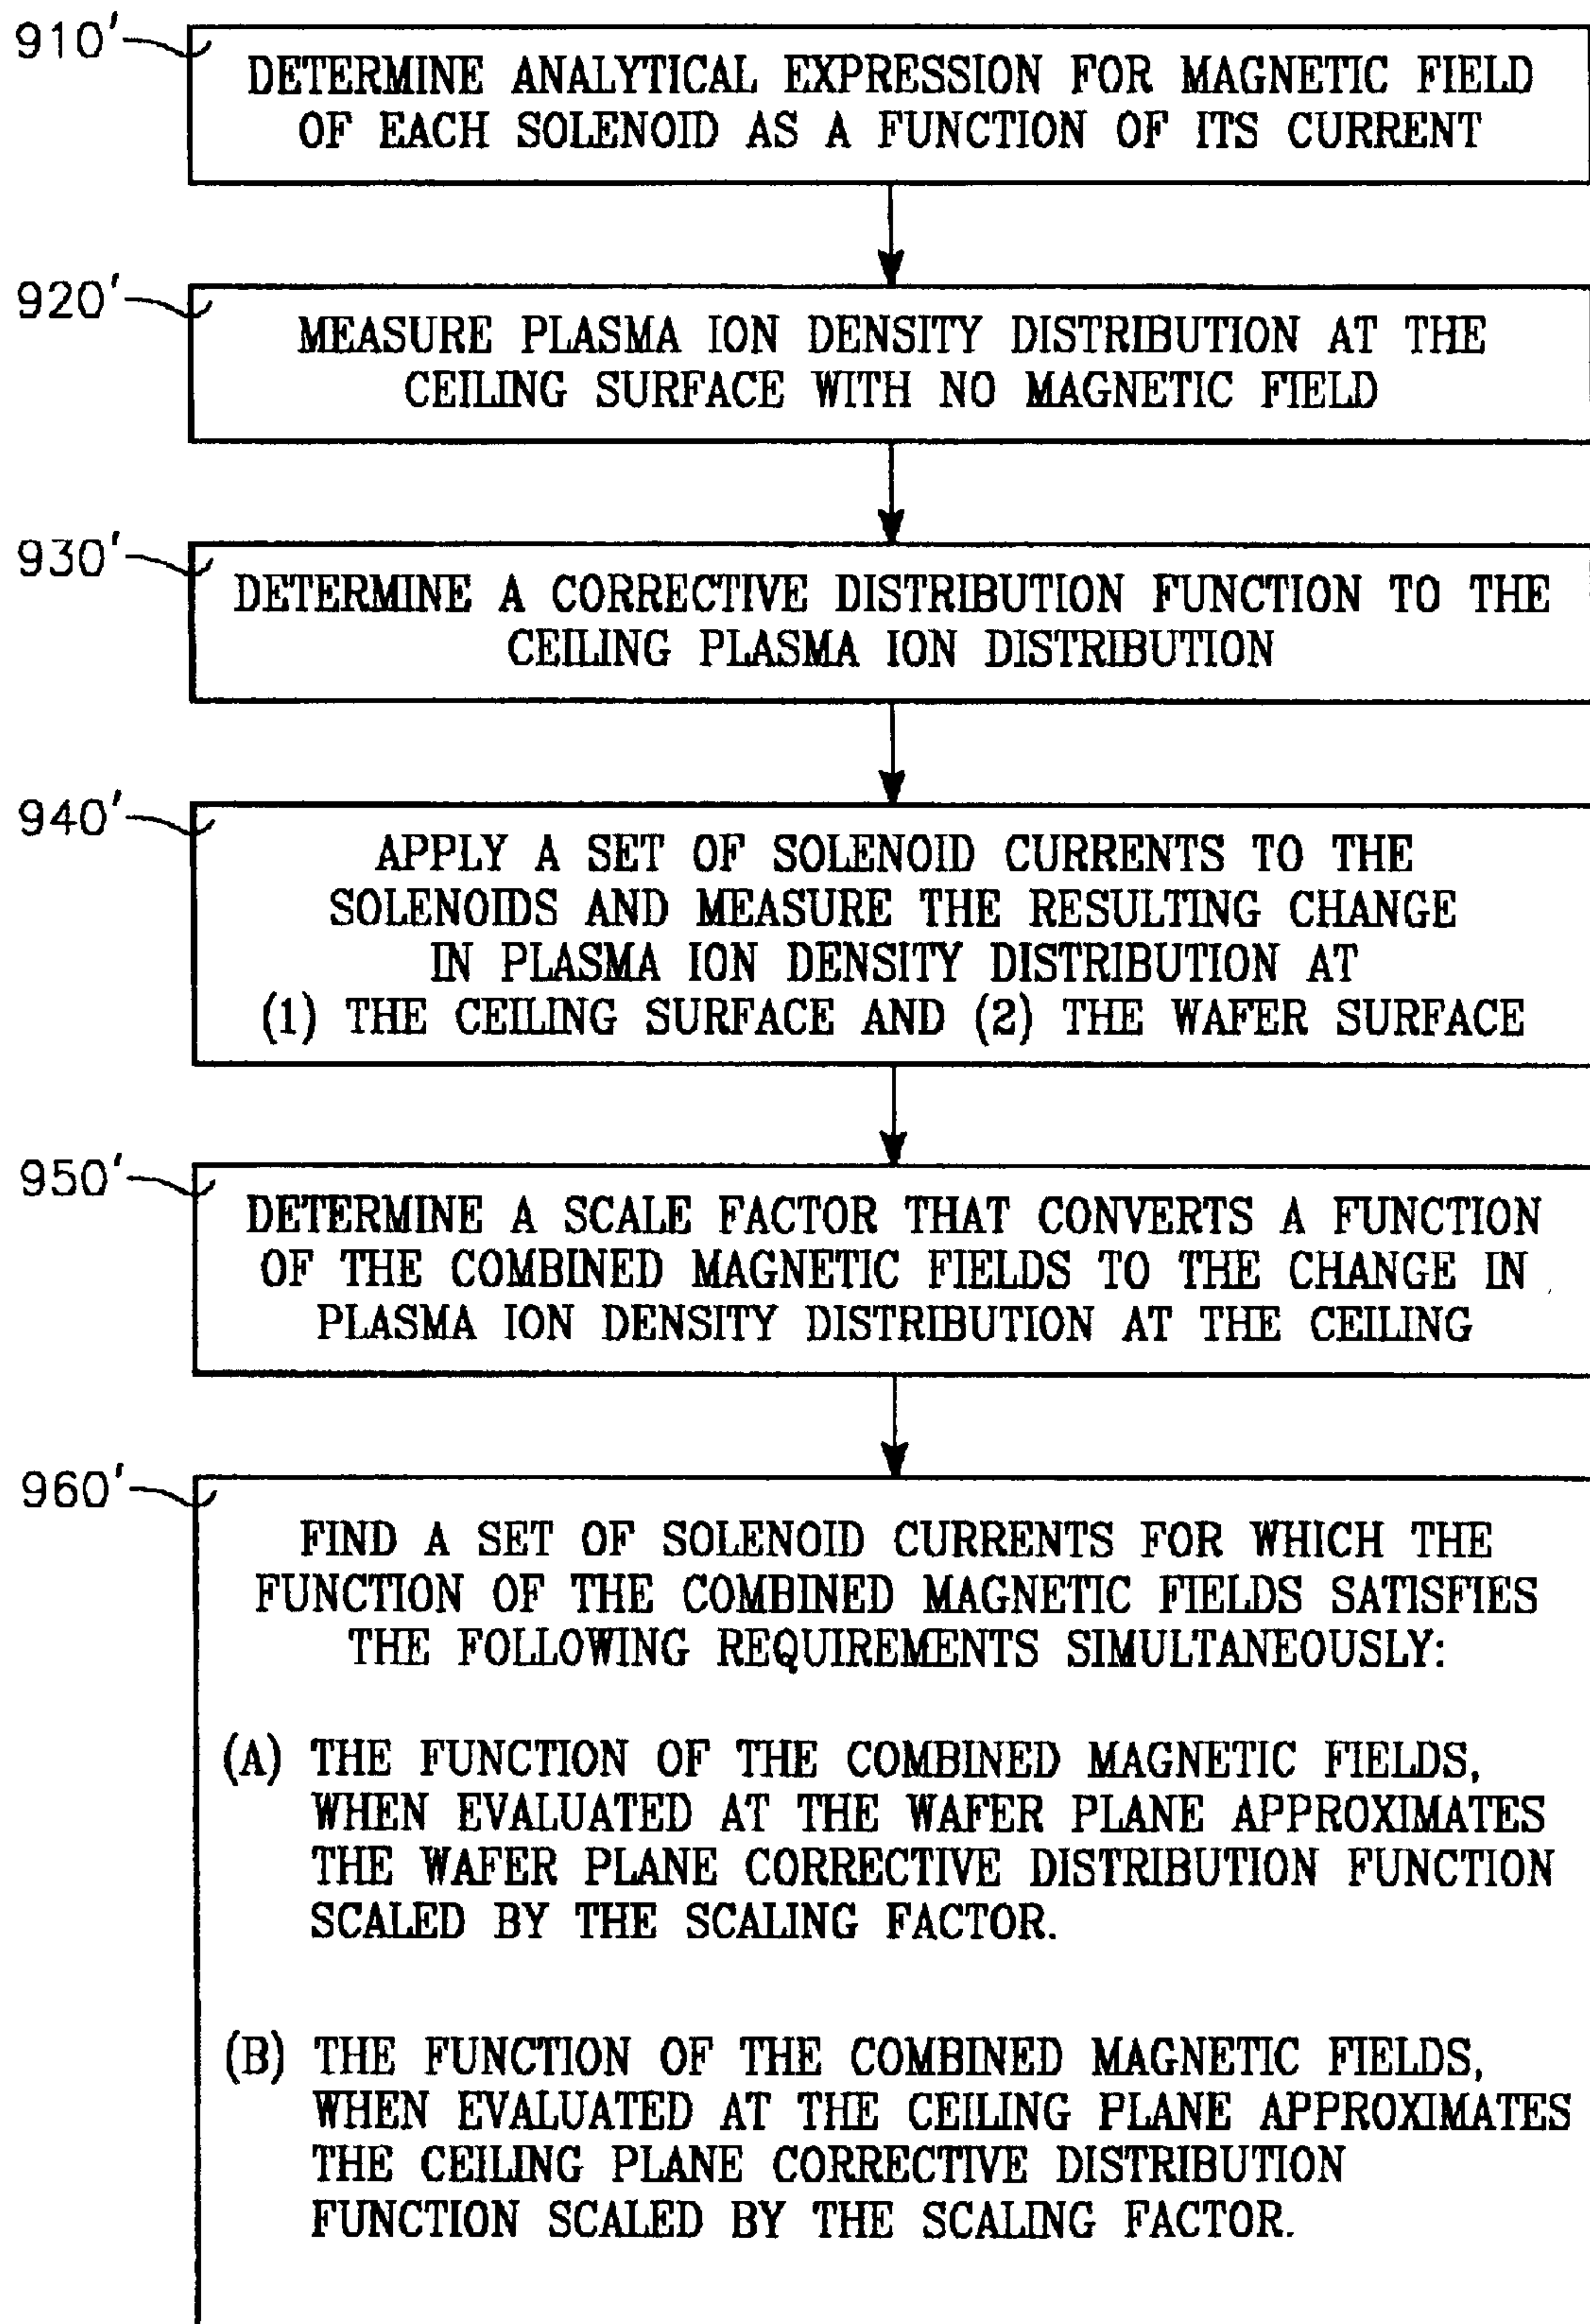 910'
DETERMINE ANALYTICAL EXPRESSION FOR MAGNETIC FIELD
OF EACH SOLENOID AS A FUNCTION OF ITS CURRENT
920'
MEASURE PLASMA ION DENSITY DISTRIBUTION AT THE
CEILING SURFACE WITH NO MAGNETIC FIELD
930'
DETERMINE A CORRECTIVE DISTRIBUTION FUNCTION TO THE
CEILING PLASMA ION DISTRIBUTION
940'
APPLY A SET OF SOLENOID CURRENTS TO THE
SOLENOIDS AND MEASURE THE RESULTING CHANGE
IN PLASMA ION DENSITY DISTRIBUTION AT
(1) THE CEILING SURFACE AND (2) THE WAFER SURFACE
950'
DETERMINE A SCALE FACTOR THAT CONVERTS A FUNCTION
OF THE COMBINED MAGNETIC FIELDS TO THE CHANGE IN
PLASMA ION DENSITY DISTRIBUTION AT THE CEILING
960'
FIND A SET OF SOLENOID CURRENTS FOR WHICH THE
FUNCTION OF THE COMBINED MAGNETIC FIELDS SATISFIES
THE FOLLOWING REQUIREMENTS SIMULTANEOUSLY:
(A) THE FUNCTION OF THE COMBINED MAGNETIC FIELDS,
WHEN EVALUATED AT THE WAFER PLANE APPROXIMATES
THE WAFER PLANE CORRECTIVE DISTRIBUTION FUNCTION
SCALED BY THE SCALING FACTOR.
(B) THE FUNCTION OF THE COMBINED MAGNETIC FIELDS,
WHEN EVALUATED AT THE CEILING PLANE APPROXIMATES
THE CEILING PLANE CORRECTIVE DISTRIBUTION
FUNCTION SCALED BY THE SCALING FACTOR.